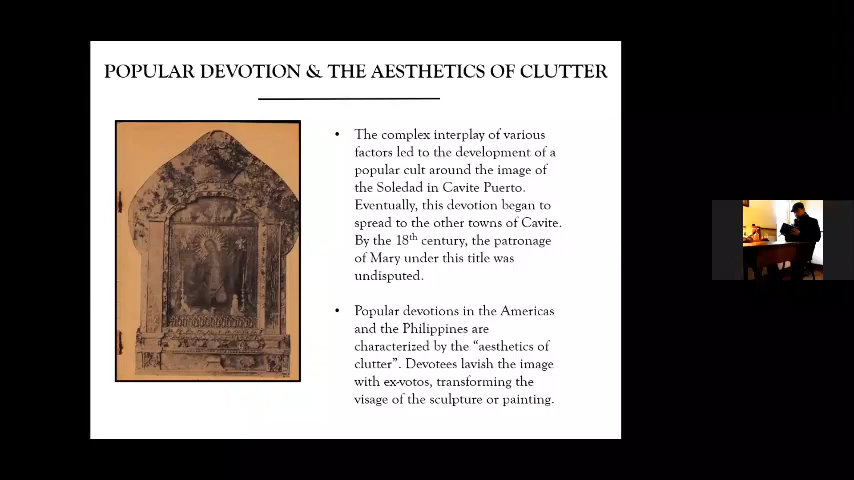 POPULAR DEVOTION & THE AESTHETICS OF CLUTTER
• The complex interplay of various
factors led to the development of a
popular cult around the image of
the Soledad in Cavite Puerto.
Eventually, this devotion began to
spread to the other towns of Cavite.
By the 18th century, the patronage
of Mary under this title was
undisputed.
• Popular devotions in the Americas
and the Philippines are
characterized by the “aesthetics of
clutter”. Devotees lavish the image
with ex-votos, transforming the
visage of the sculpture or painting.